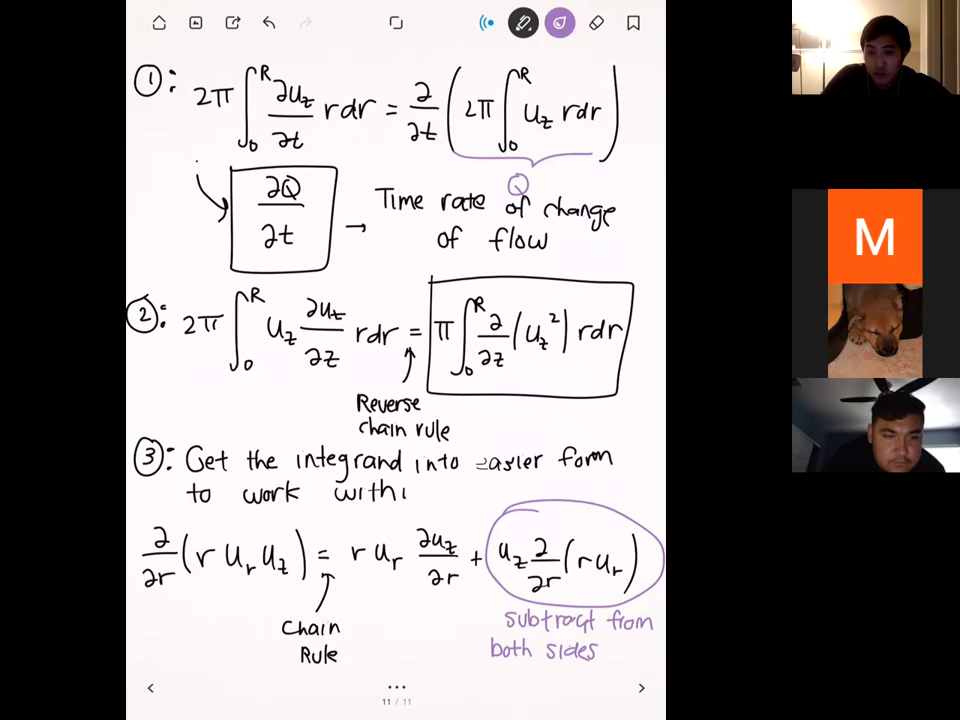 ①: 2π ∫₀ᴿ ∂u_z/∂t r dr = ∂/∂t (2π ∫₀ᴿ u_z r dr)
Q
∂Q/∂t → Time rate of change
of flow
②: 2π ∫₀ᴿ u_z ∂u_z/∂z r dr = π ∫₀ᴿ ∂/∂z (u_z²) r dr
Reverse
chain rule
③: Get the integrand into easier form
to work with:
∂/∂r (r u_r u_z) = r u_r ∂u_z/∂r + u_z ∂/∂r (r u_r)
Chain
Rule
subtract from
both sides
11 / 11
M